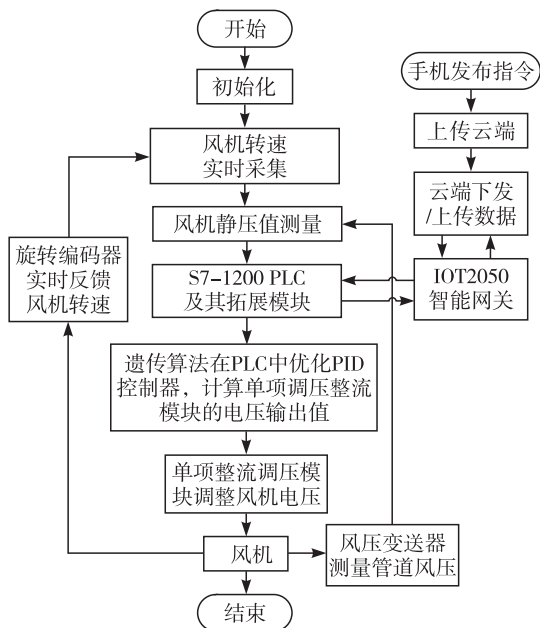 开始
初始化
风机转速
实时采集
风机静压值测量
S7-1200 PLC
及其拓展模块
遗传算法在PLC中优化PID
控制器，计算单项调压整流
模块的电压输出值
单项整流调压模
块调整风机电压
风机
结束
旋转编码器
实时反馈
风机转速
风压变送器
测量管道风压
手机发布指令
上传云端
云端下发
/上传数据
IOT2050
智能网关